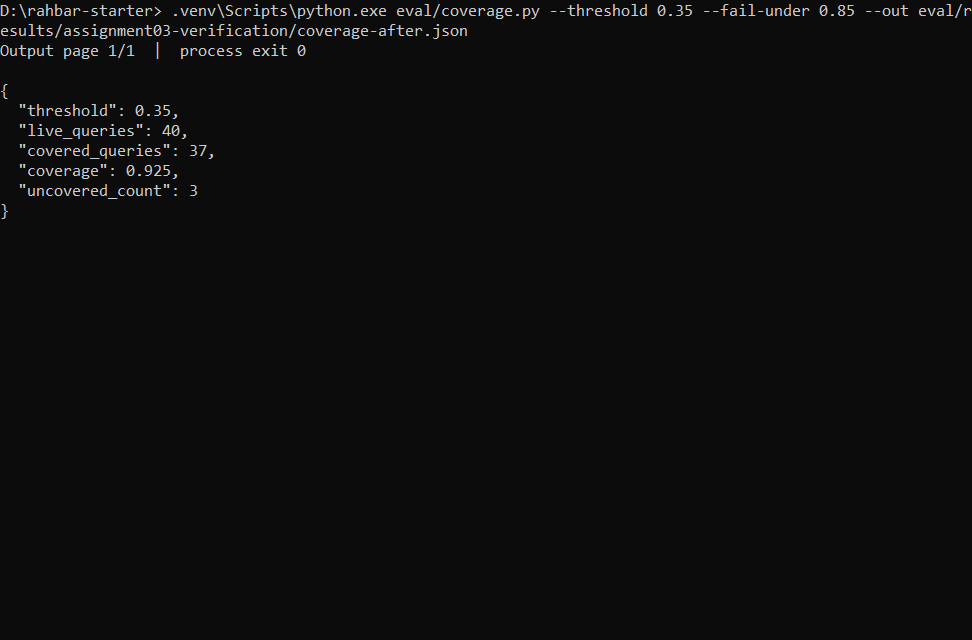 D:\rahbar-starter> .venv\Scripts\python.exe eval/coverage.py --threshold 0.35 --fail-under 0.85 --out eval/r
esults/assignment03-verification/coverage-after.json
Output page 1/1  |  process exit 0
{
  "threshold": 0.35,
  "live_queries": 40,
  "covered_queries": 37,
  "coverage": 0.925,
  "uncovered_count": 3
}